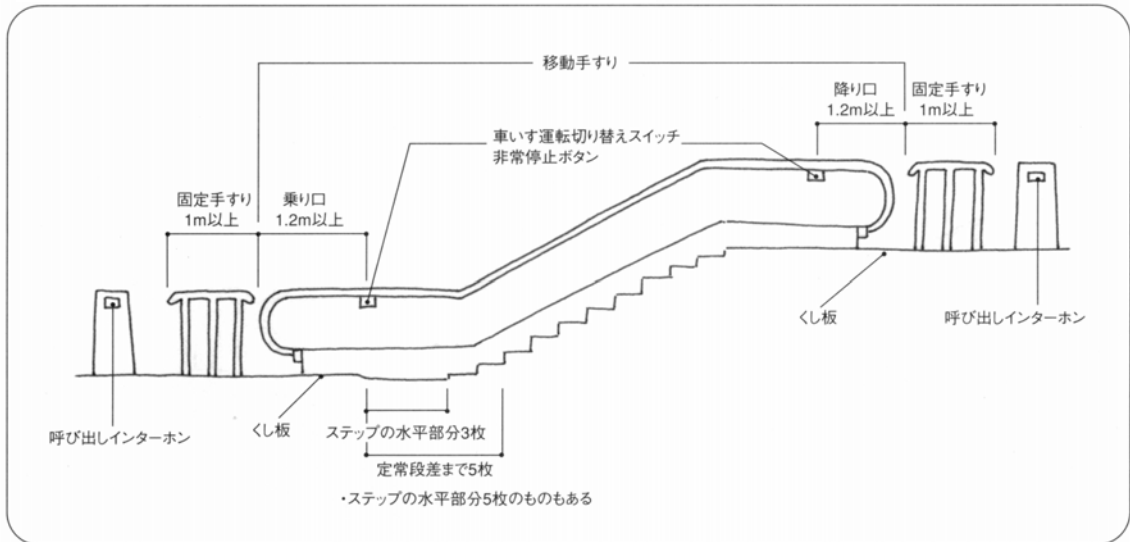 移動手すり
降り口
1.2m以上
固定手すり
1m以上
車いす運転切り替えスイッチ
非常停止ボタン
固定手すり
1m以上
乗り口
1.2m以上
くし板
呼び出しインターホン
呼び出しインターホン
くし板
ステップの水平部分3枚
定常段差まで5枚
・ステップの水平部分5枚のものもある